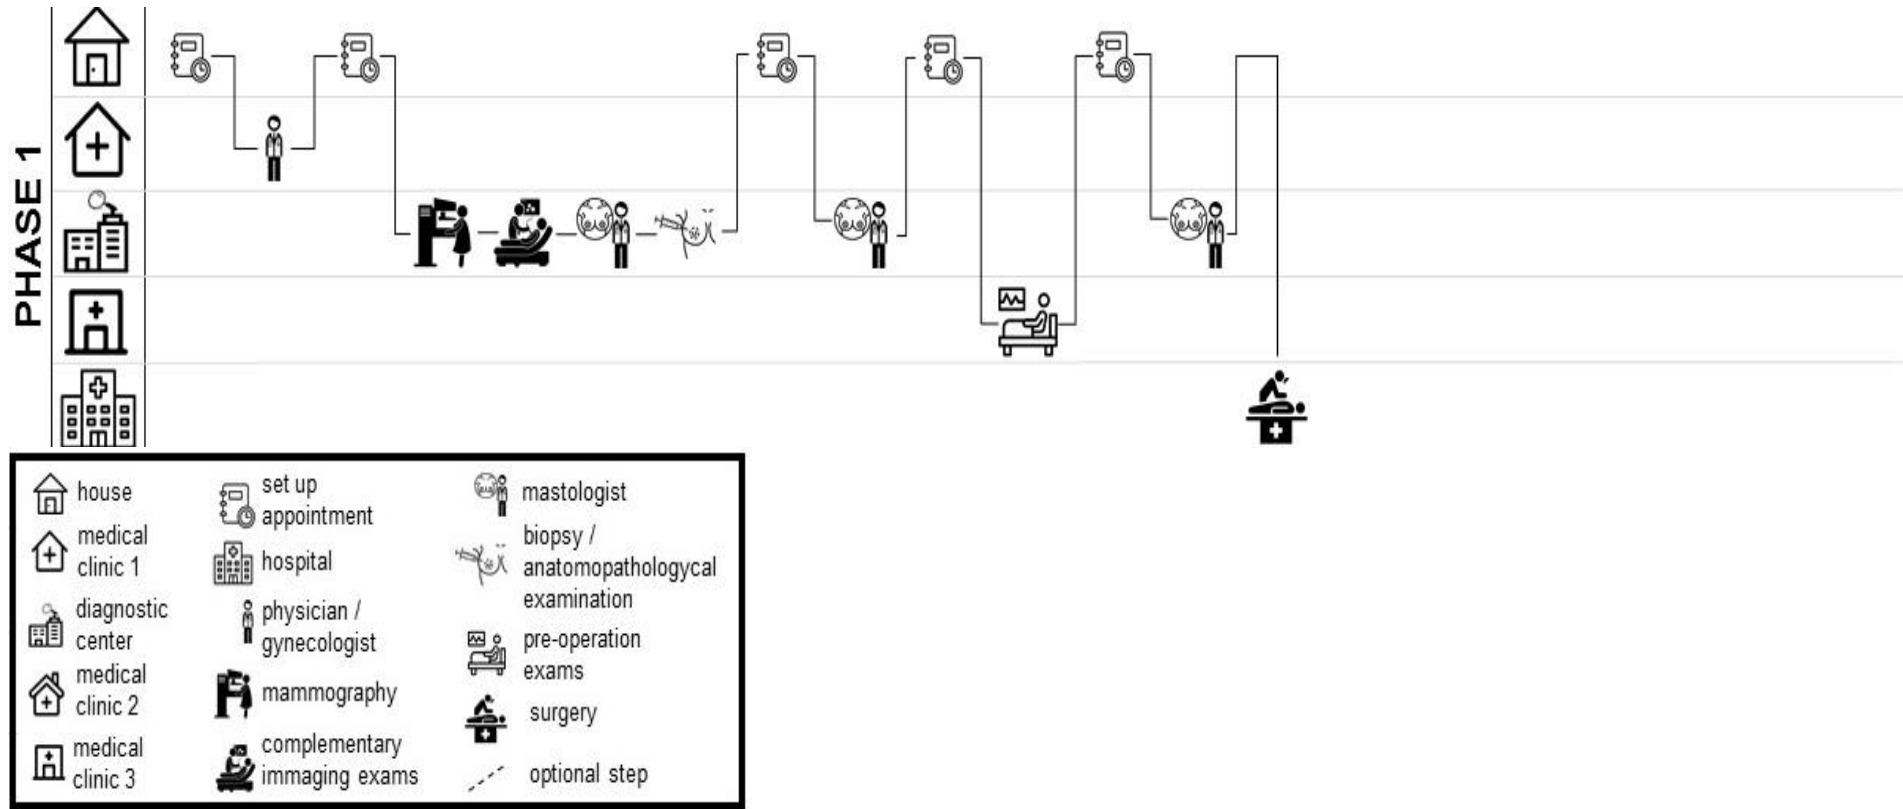 PHASE 1
house
medical
clinic 1
diagnostic
center
medical
clinic 2
medical
clinic 3
set up
appointment
hospital
physician /
gynecologist
mammography
complementary
immaging exams
mastologist
biopsy /
anatomopathologycal
examination
pre-operation
exams
surgery
optional step